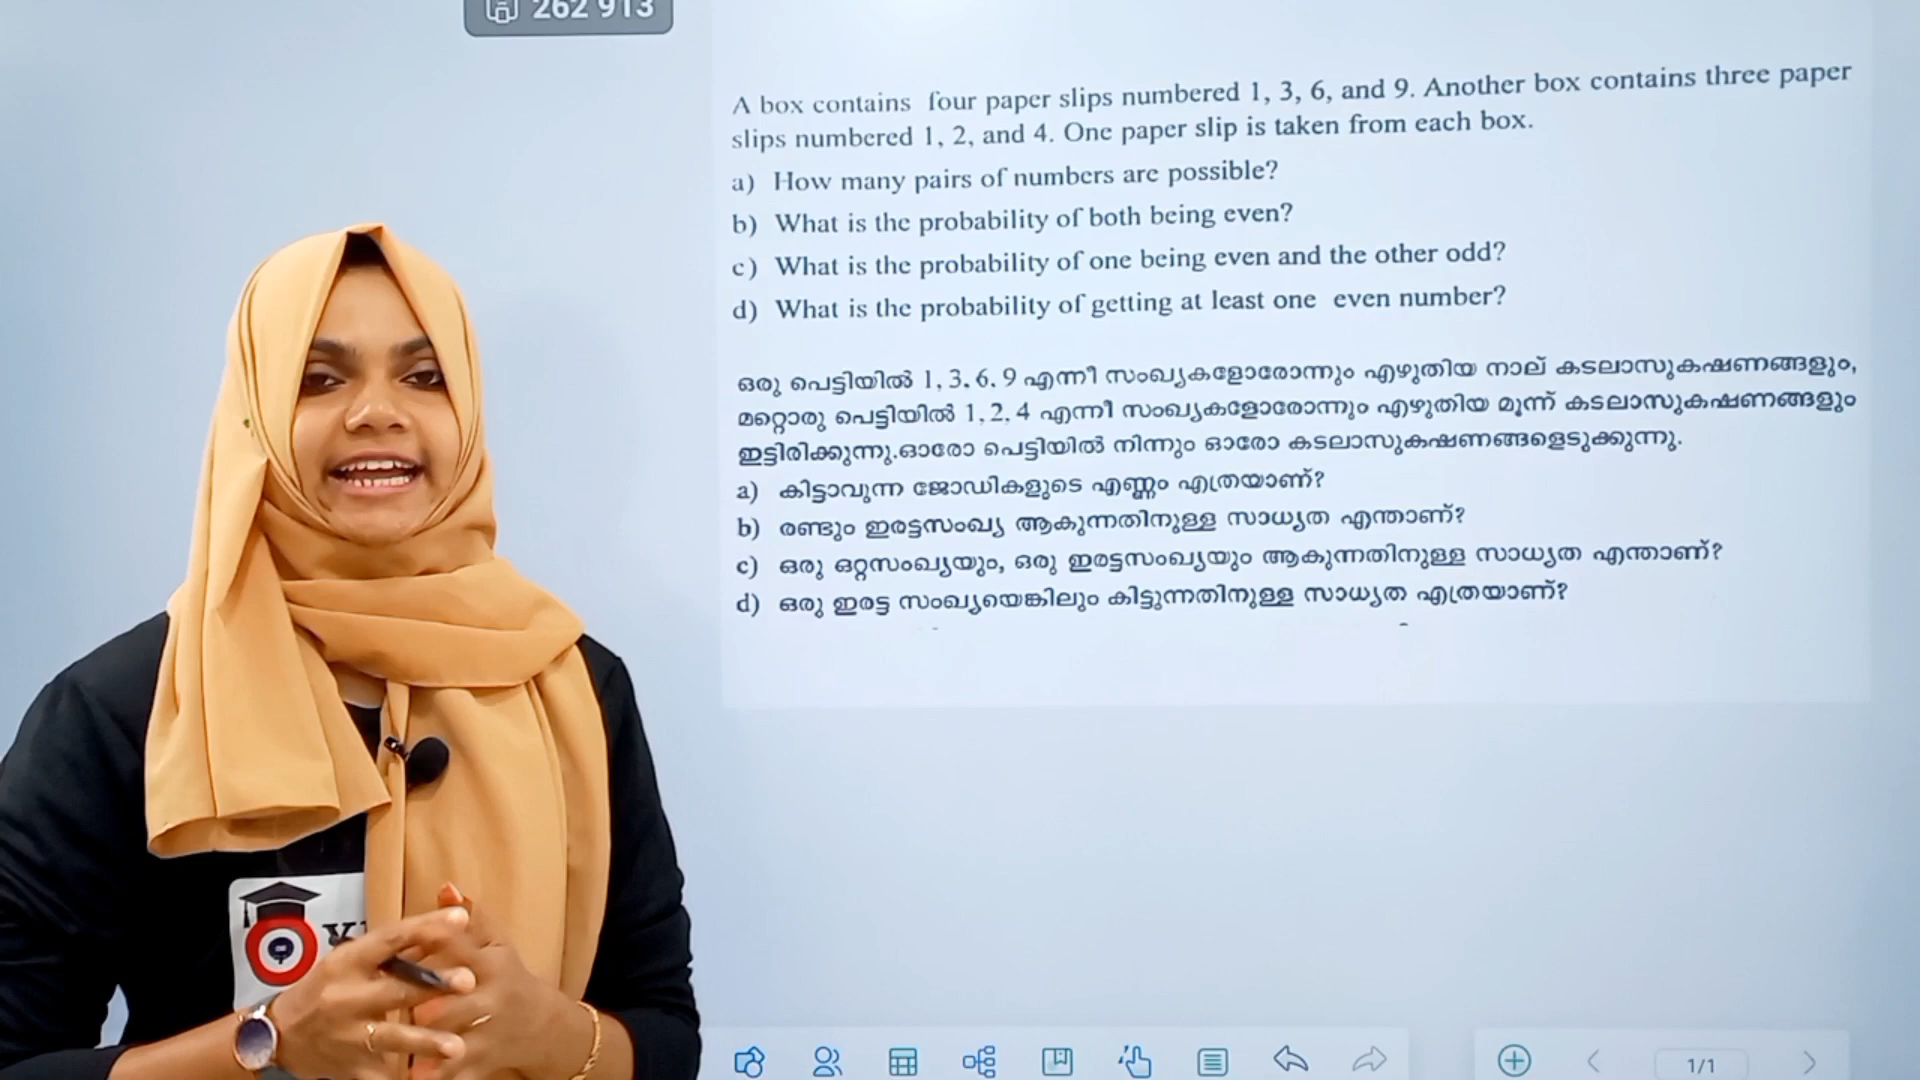 262 913
A box contains four paper slips numbered 1, 3, 6, and 9. Another box contains three paper
slips numbered 1, 2, and 4. One paper slip is taken from each box.
a) How many pairs of numbers are possible?
b) What is the probability of both being even?
c) What is the probability of one being even and the other odd?
d) What is the probability of getting at least one even number?
ഒരു പെട്ടിയിൽ 1, 3, 6, 9 എന്നീ സംഖ്യകളോരോന്നും എഴുതിയ നാല് കടലാസുകഷണങ്ങളും,
മറ്റൊരു പെട്ടിയിൽ 1, 2, 4 എന്നീ സംഖ്യകളോരോന്നും എഴുതിയ മൂന്ന് കടലാസുകഷണങ്ങളും
ഇട്ടിരിക്കുന്നു.ഓരോ പെട്ടിയിൽ നിന്നും ഓരോ കടലാസുകഷണങ്ങളെടുക്കുന്നു.
a) കിട്ടാവുന്ന ജോഡികളുടെ എണ്ണം എത്രയാണ്?
b) രണ്ടും ഇരട്ടസംഖ്യ ആകുന്നതിനുള്ള സാധ്യത എന്താണ്?
c) ഒരു ഒറ്റസംഖ്യയും, ഒരു ഇരട്ടസംഖ്യയും ആകുന്നതിനുള്ള സാധ്യത എന്താണ്?
d) ഒരു ഇരട്ട സംഖ്യയെങ്കിലും കിട്ടുന്നതിനുള്ള സാധ്യത എത്രയാണ്?
1/1